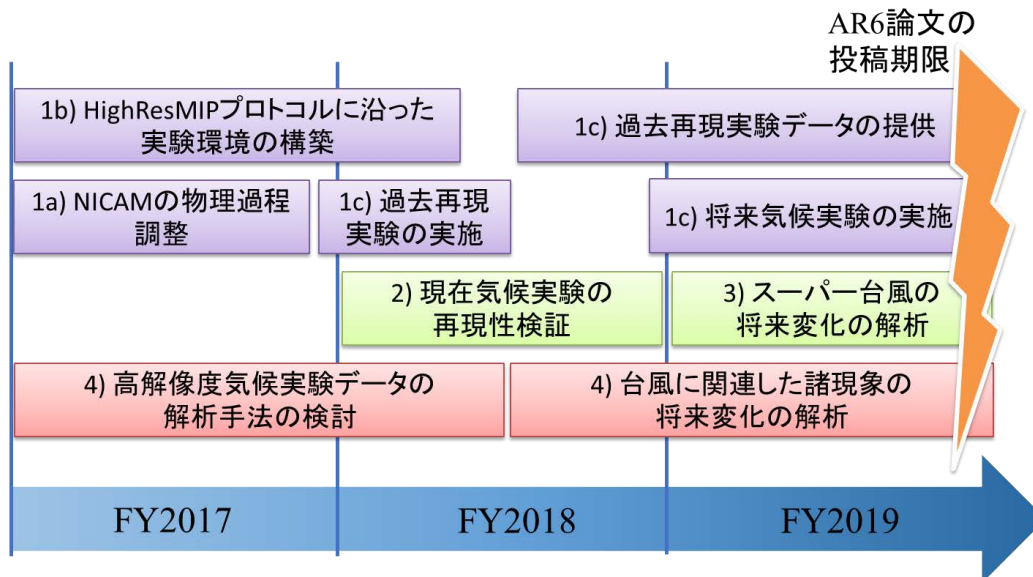 AR6論文の
投稿期限
1b) HighResMIPプロトコルに沿った
実験環境の構築
1c) 過去再現実験データの提供
1a) NICAMの物理過程
調整
1c) 過去再現
実験の実施
1c) 将来気候実験の実施
2) 現在気候実験の
再現性検証
3) スーパー台風の
将来変化の解析
4) 高解像度気候実験データの
解析手法の検討
4) 台風に関連した諸現象の
将来変化の解析
FY2017
FY2018
FY2019